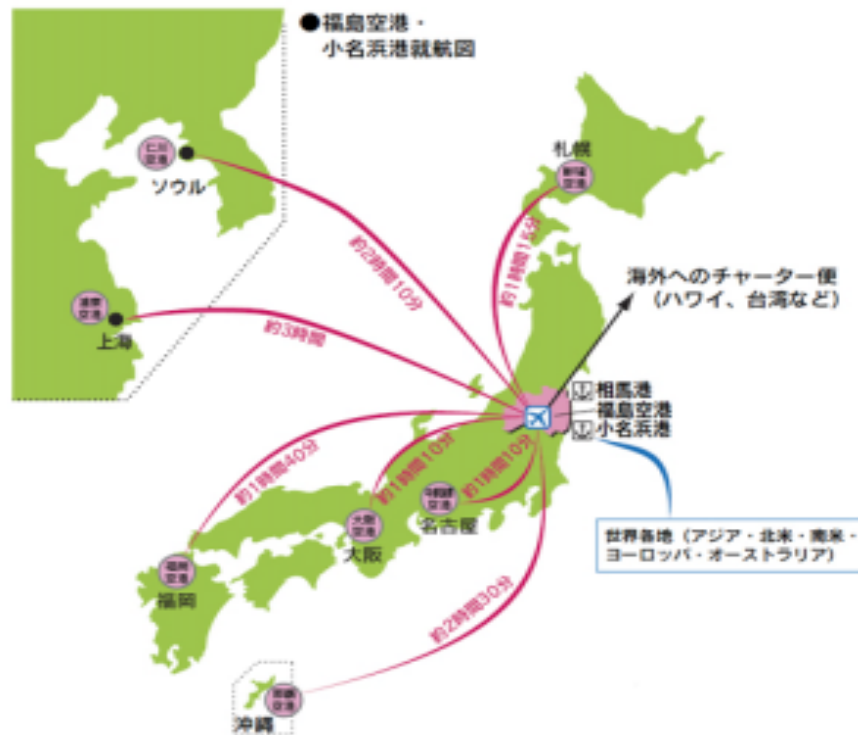 ●福島空港・
小名浜港就航図
仁川
空港
ソウル
札幌
空港
約2時間10分
約1時間15分
海外へのチャーター便
(ハワイ、台湾など)
浦東
空港
上海
約3時間
相馬港
福島空港
小名浜港
約1時間40分
約1時間10分
約1時間10分
空港
名古屋
大阪
空港
大阪
世界各地(アジア・北米・南米・
ヨーロッパ・オーストラリア)
福岡
空港
福岡
約2時間30分
那覇
空港
沖縄